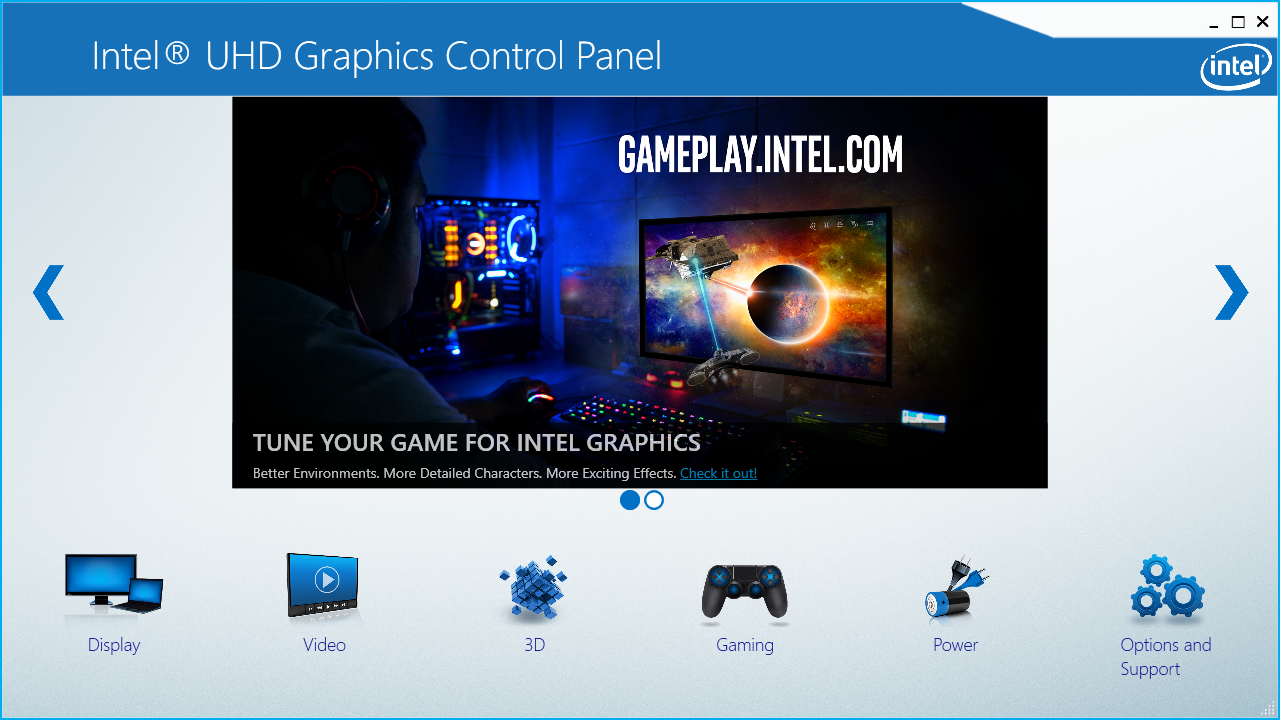 Intel® UHD Graphics Control Panel
intel
GAMEPLAY.INTEL.COM
TUNE YOUR GAME FOR INTEL GRAPHICS
Better Environments. More Detailed Characters. More Exciting Effects. Check it out!
Display
Video
3D
Gaming
Power
Options and
Support